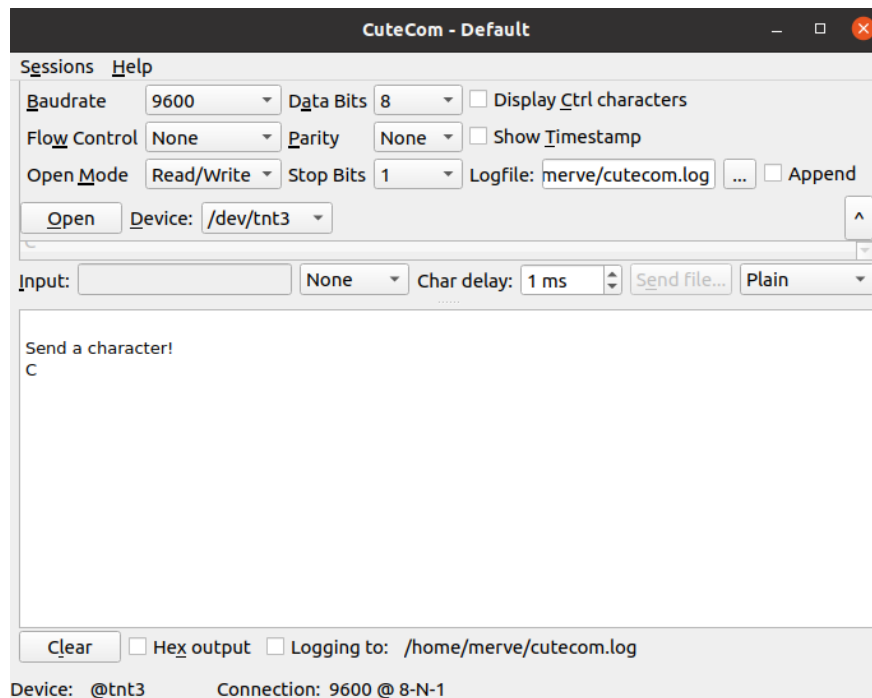 CuteCom - Default
Sessions Help
Baudrate 9600 Data Bits 8 Display Ctrl characters
Flow Control None Parity None Show Timestamp
Open Mode Read/Write Stop Bits 1 Logfile: merve/cutecom.log ... Append
Open Device: /dev/tnt3 ^
Input: None Char delay: 1 ms Send file... Plain
Send a character!
C
Clear Hex output Logging to: /home/merve/cutecom.log
Device: @tnt3 Connection: 9600 @ 8-N-1